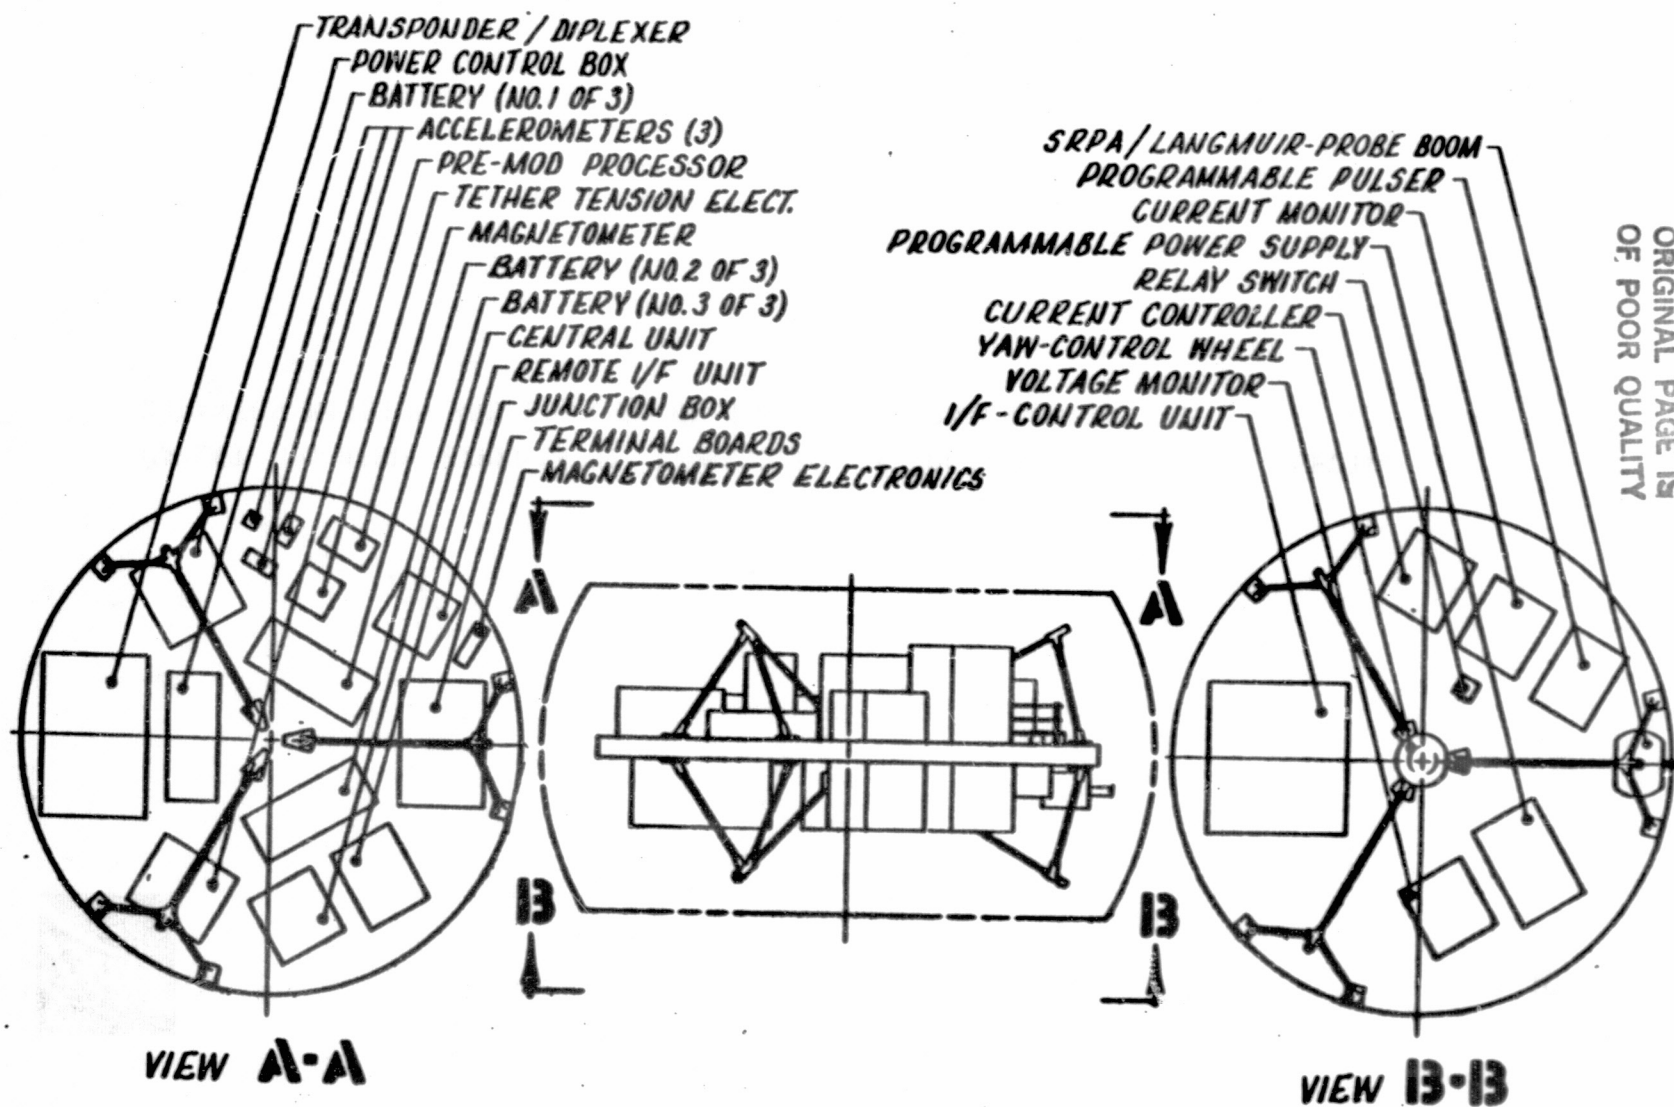 TRANSPONDER / DIPLEXER
POWER CONTROL BOX
BATTERY (NO. 1 OF 3)
ACCELEROMETERS (3)
PRE-MOD PROCESSOR
TETHER TENSION ELECT.
MAGNETOMETER
BATTERY (NO. 2 OF 3)
BATTERY (NO. 3 OF 3)
CENTRAL UNIT
REMOTE I/F UNIT
JUNCTION BOX
TERMINAL BOARDS
MAGNETOMETER ELECTRONICS
SRPA/LANGMUIR-PROBE BOOM
PROGRAMMABLE PULSER
CURRENT MONITOR
PROGRAMMABLE POWER SUPPLY
RELAY SWITCH
CURRENT CONTROLLER
YAW-CONTROL WHEEL
VOLTAGE MONITOR
I/F-CONTROL UNIT
ORIGINAL PAGE IS
OF POOR QUALITY
A
A
B
B
VIEW A-A
VIEW B-B